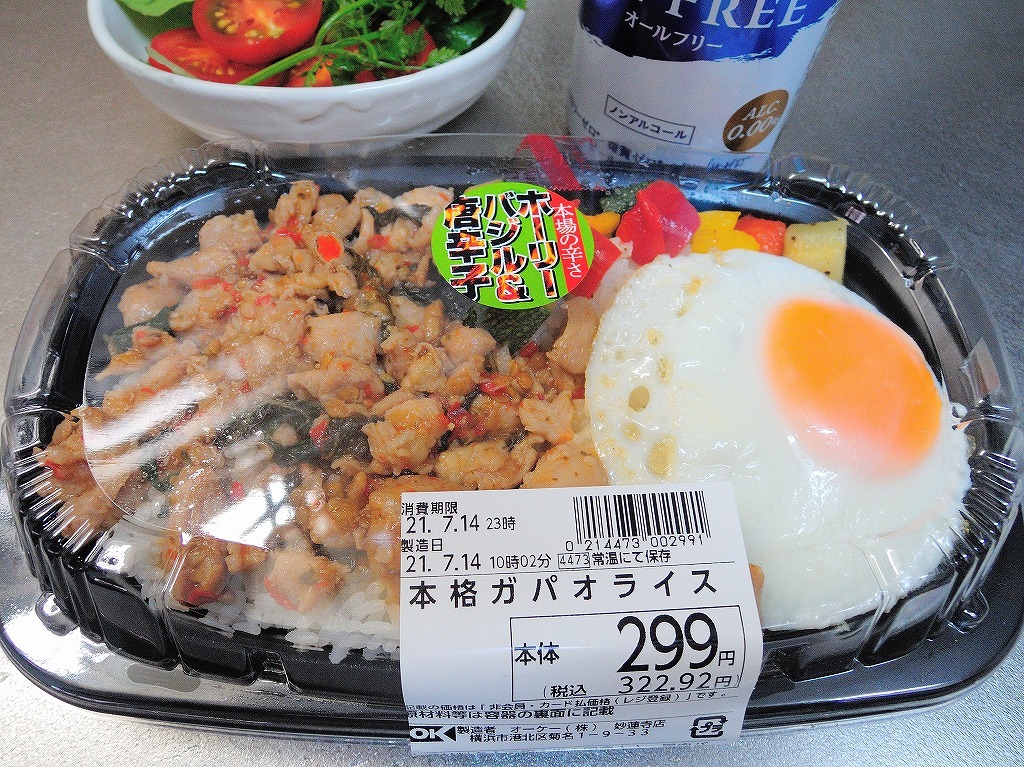 FREE
オールフリー
ノンアルコール
ALC
0.00%
本場の辛さ
ホーリー
バジル&
唐辛子
消費期限
21. 7.14 23時
製造日
21. 7.14 10時02分 4473 常温にて保存
0 214473 002991
本格ガパオライス
本体 299円
(税込 322.92円)
記載の価格は「非会員・カード払価格(レジ登録)」です。
原材料等は容器の裏面に記載
OK 製造者 オーケー(株) 妙蓮寺店
横浜市港北区菊名1-9-33
プラ